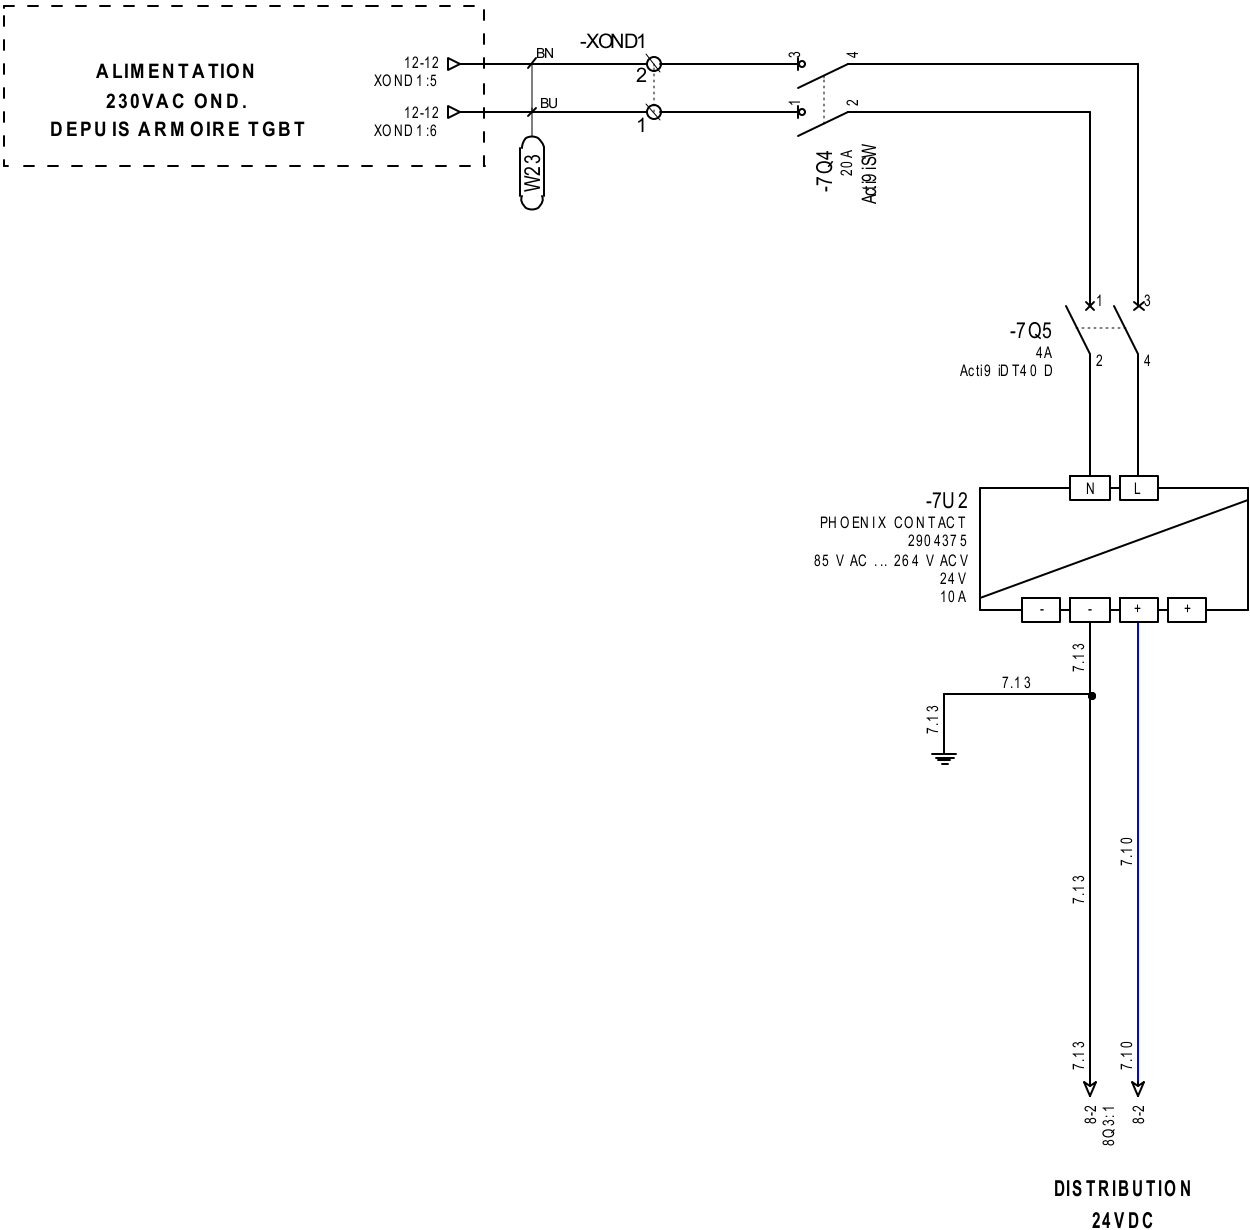 ALIMENTATION
230VAC OND.
DEPUIS ARMOIRE TGBT
12-12
XOND1:5
12-12
XOND1:6
BN
BU
W23
-XOND1
2
1
3
4
1
2
-7Q4
20A
Acti9 iSW
1
3
-7Q5
4A
Acti9 iDT40 D
2
4
N
L
-7U2
PHOENIX CONTACT
2904375
85 VAC ... 264 VACV
24V
10A
-
-
+
+
7.13
7.13
7.13
7.10
7.13
7.13
7.10
8-2
8Q3:1
8-2
DISTRIBUTION
24VDC